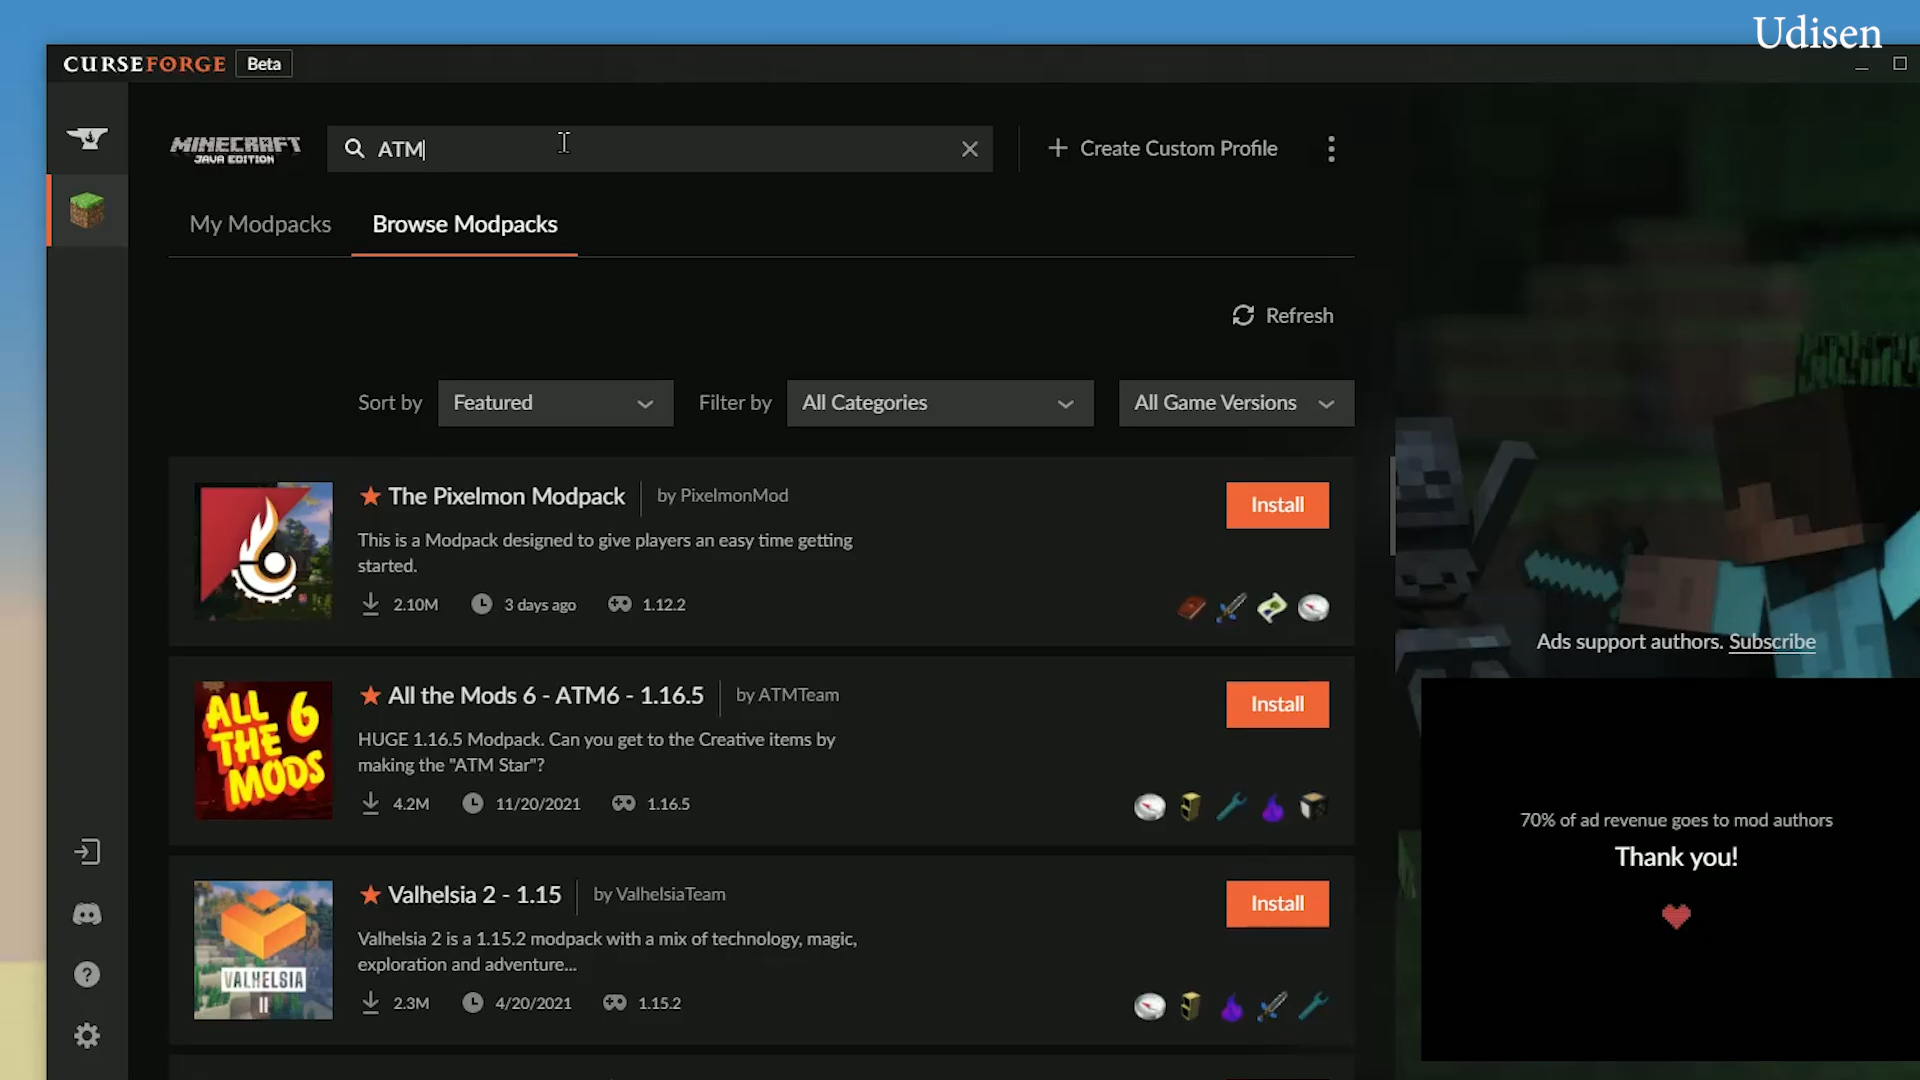 Udisen
CURSEFORGE Beta
MINECRAFT
JAVA EDITION
ATM
Create Custom Profile
My Modpacks
Browse Modpacks
Refresh
Sort by
Featured
Filter by
All Categories
All Game Versions
The Pixelmon Modpack
by PixelmonMod
Install
This is a Modpack designed to give players an easy time getting
started.
2.10M
3 days ago
1.12.2
ALL
THE 6
MODS
All the Mods 6 - ATM6 - 1.16.5
by ATMTeam
Install
HUGE 1.16.5 Modpack. Can you get to the Creative items by
making the "ATM Star"?
4.2M
11/20/2021
1.16.5
VALHELSIA
II
Valhelsia 2 - 1.15
by ValhelsiaTeam
Install
Valhelsia 2 is a 1.15.2 modpack with a mix of technology, magic,
exploration and adventure...
2.3M
4/20/2021
1.15.2
Ads support authors. Subscribe
70% of ad revenue goes to mod authors
Thank you!